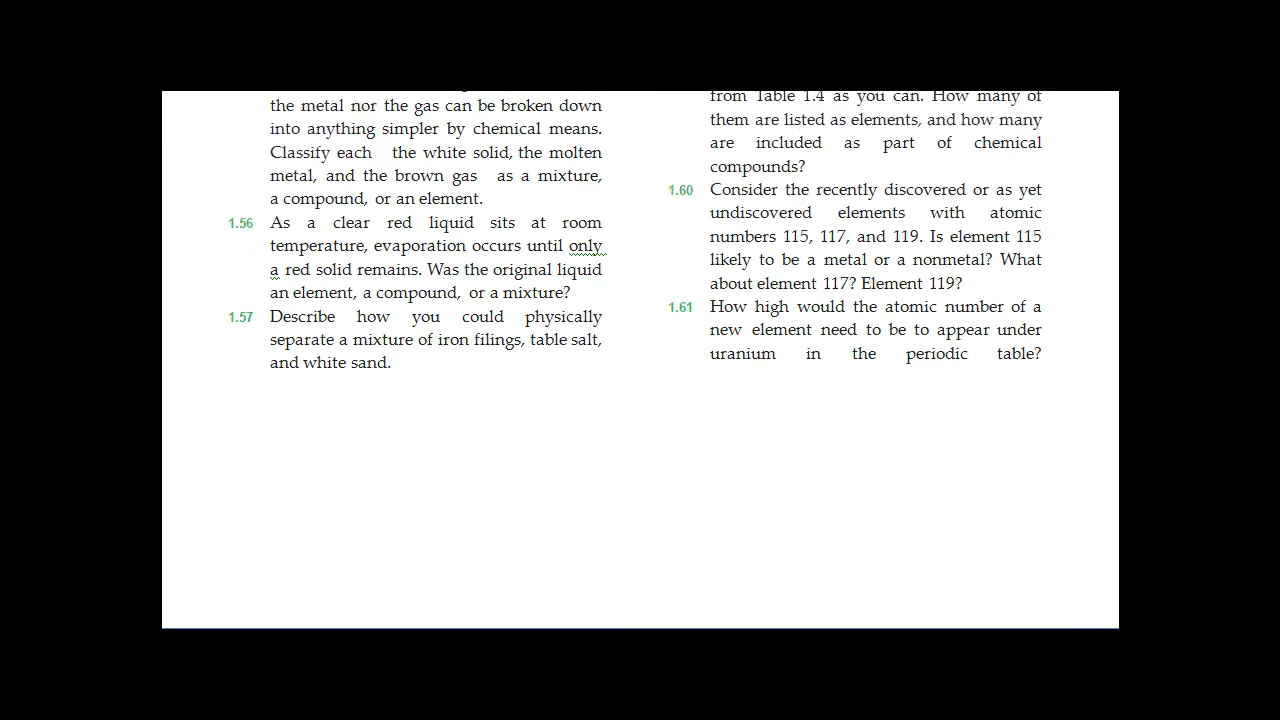 the metal nor the gas can be broken down
into anything simpler by chemical means.
Classify each the white solid, the molten
metal, and the brown gas as a mixture,
a compound, or an element.
1.56 As a clear red liquid sits at room
temperature, evaporation occurs until only
a red solid remains. Was the original liquid
an element, a compound, or a mixture?
1.57 Describe how you could physically
separate a mixture of iron filings, table salt,
and white sand.
from Table 1.4 as you can. How many of
them are listed as elements, and how many
are included as part of chemical
compounds?
1.60 Consider the recently discovered or as yet
undiscovered elements with atomic
numbers 115, 117, and 119. Is element 115
likely to be a metal or a nonmetal? What
about element 117? Element 119?
1.61 How high would the atomic number of a
new element need to be to appear under
uranium in the periodic table?